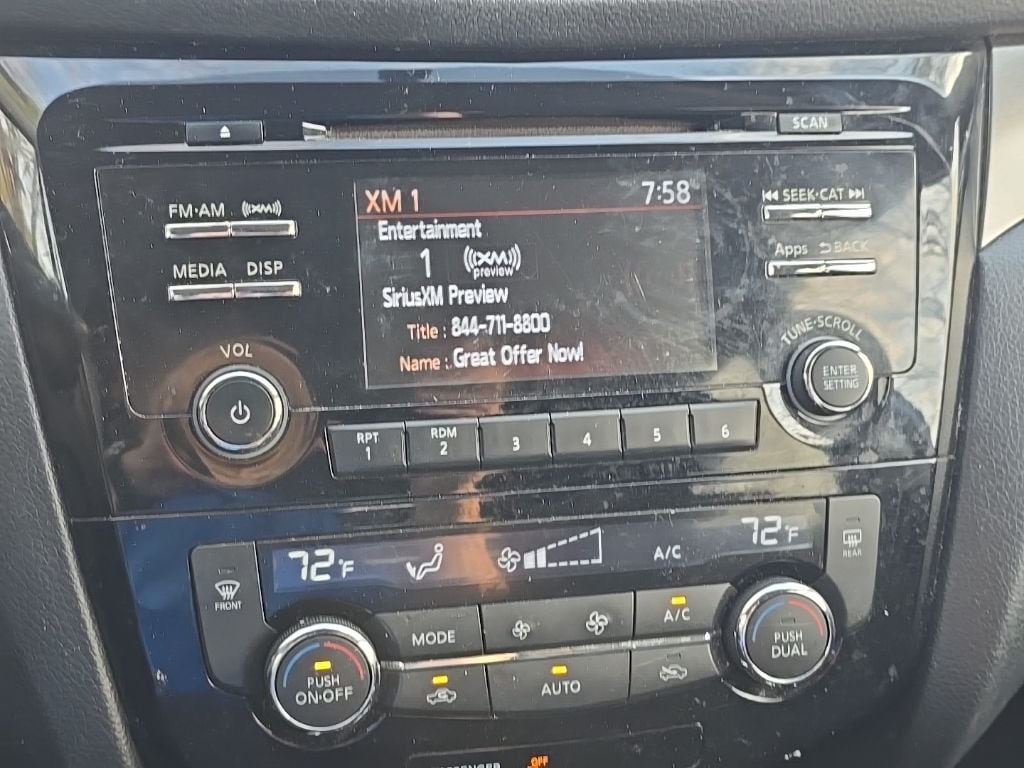 SCAN
FM·AM ((XM))
SEEK·CAT
MEDIA DISP
Apps BACK
XM 1 7:58
Entertainment
1 ((XM))
preview
SiriusXM Preview
Title : 844-711-8800
Name : Great Offer Now!
VOL
TUNE·SCROLL
ENTER
SETTING
RPT
1
RDM
2
3
4
5
6
72°F A/C 72°F
FRONT
REAR
MODE
A/C
PUSH
ON·OFF
AUTO
PUSH
DUAL
PASSENGER OFF